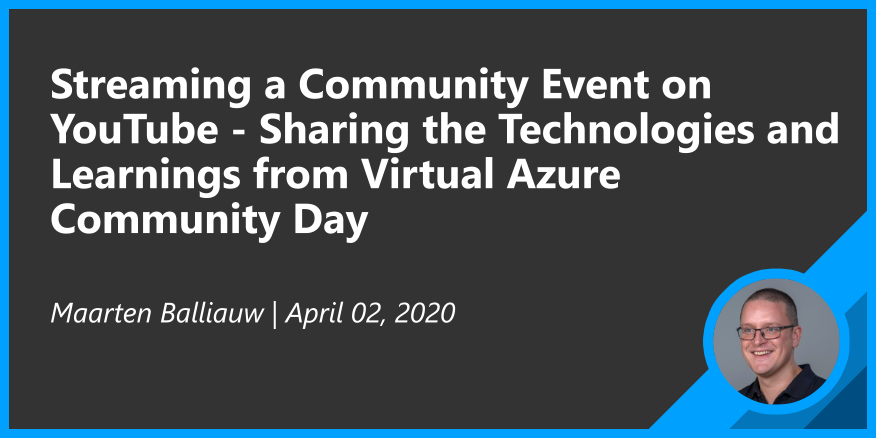 Streaming a Community Event on
YouTube - Sharing the Technologies and
Learnings from Virtual Azure
Community Day
Maarten Balliauw | April 02, 2020